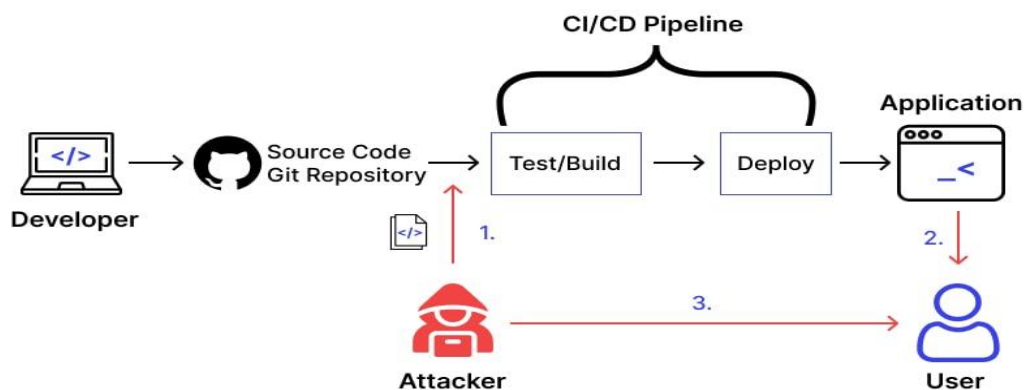 CI/CD Pipeline
Application
</>
Source Code
Git Repository
Test/Build
Deploy
_<
Developer
</>
1.
2.
3.
Attacker
User